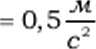 = 0,5 м/с²